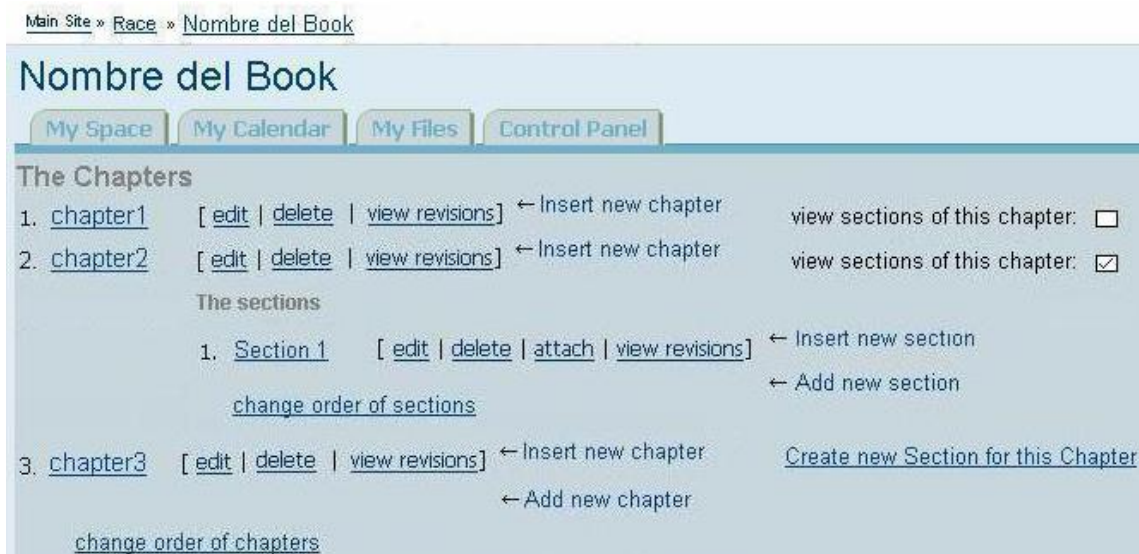 Main Site » Race » Nombre del Book
Nombre del Book
My Space My Calendar My Files Control Panel
The Chapters
1. chapter1 [ edit | delete | view revisions] ←Insert new chapter view sections of this chapter:
2. chapter2 [ edit | delete | view revisions] ←Insert new chapter view sections of this chapter: ☑
The sections
1. Section 1 [ edit | delete | attach | view revisions] ← Insert new section
← Add new section
change order of sections
3. chapter3 [ edit | delete | view revisions] ←Insert new chapter Create new Section for this Chapter
←Add new chapter
change order of chapters